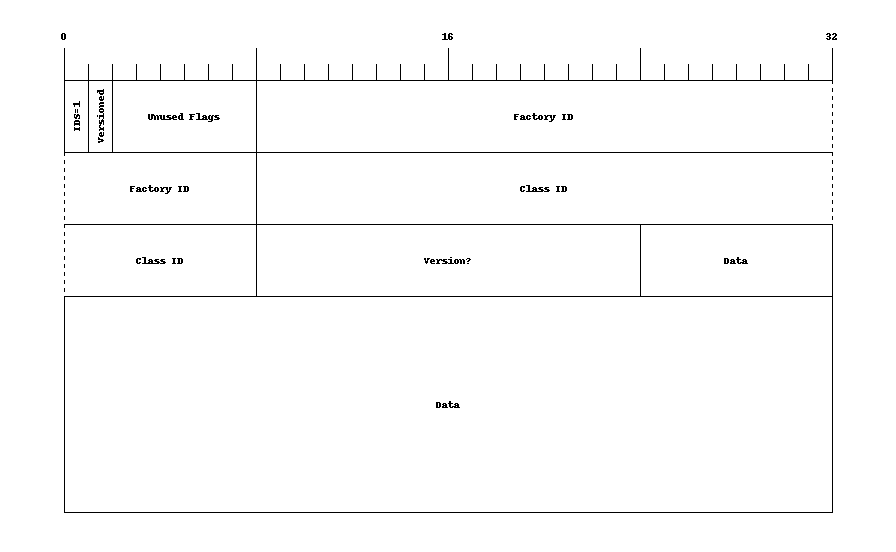 0 16 32
IDS=1 Versioned Unused Flags Factory ID
Factory ID Class ID
Class ID Version? Data
Data